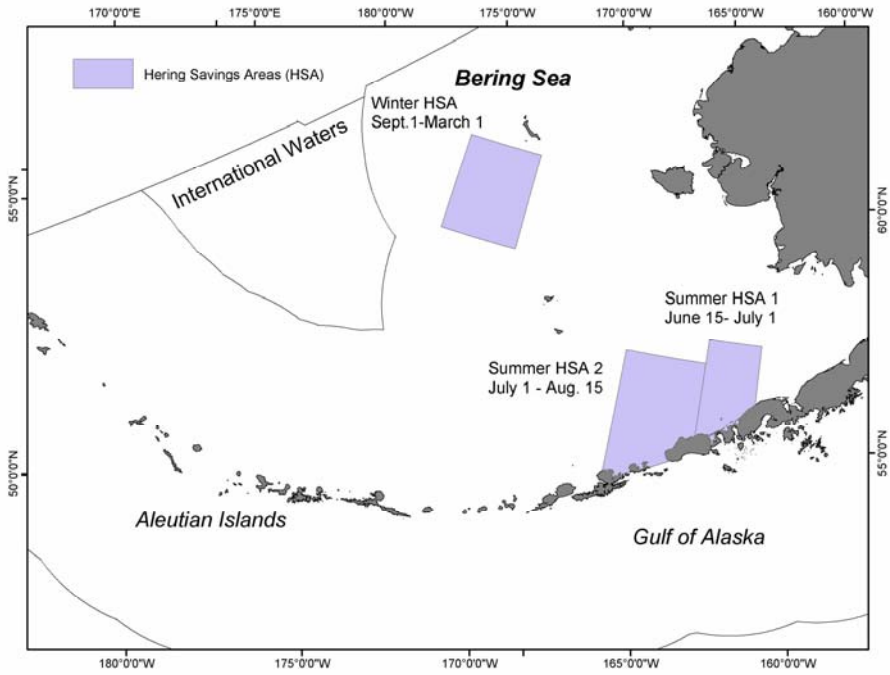 170°0'0"E 175°0'0"E 180°0'0"W 175°0'0"W 170°0'0"W 165°0'0"W 160°0'0"W
Hering Savings Areas (HSA)
Bering Sea
Winter HSA
Sept.1-March 1
International Waters
55°0'0"N
60°0'0"N
Summer HSA 1
June 15- July 1
Summer HSA 2
July 1 - Aug. 15
50°0'0"N
55°0'0"N
Aleutian Islands
Gulf of Alaska
180°0'0"W 175°0'0"W 170°0'0"W 165°0'0"W 160°0'0"W